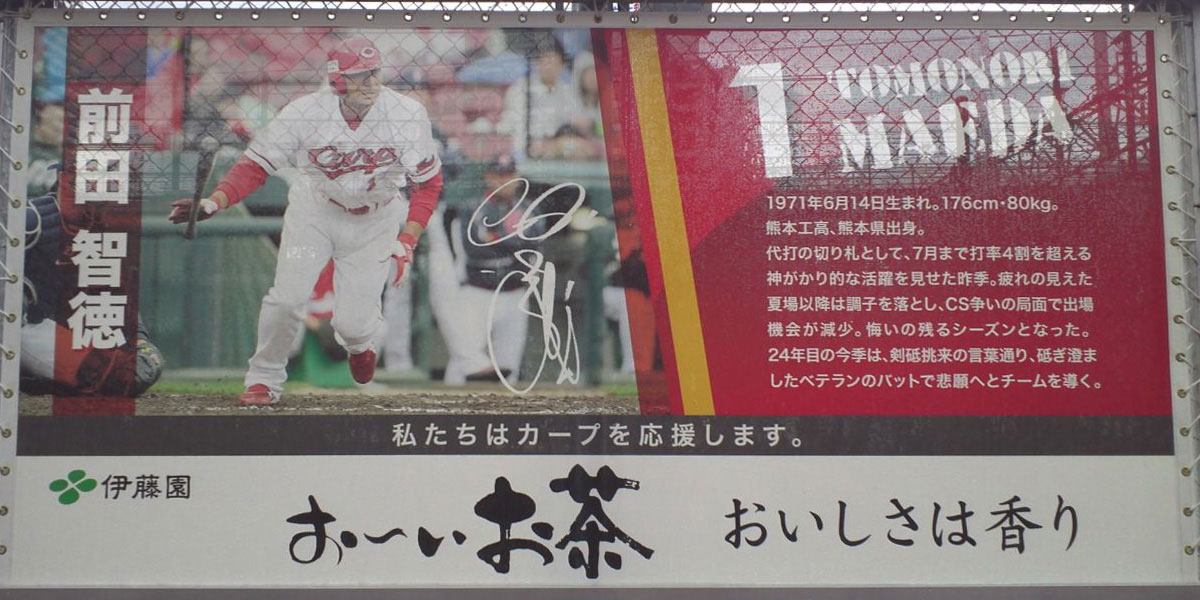 前田 智徳
C
Carp
1
1 TOMONORI
MAEDA
1971年6月14日生まれ。176cm・80kg。
熊本工高、熊本県出身。
代打の切り札として、7月まで打率4割を超える
神がかり的な活躍を見せた昨季。疲れの見えた
夏場以降は調子を落とし、CS争いの局面で出場
機会が減少。悔いの残るシーズンとなった。
24年目の今季は、剣砥挑来の言葉通り、砥ぎ澄ま
したベテランのバットで悲願へとチームを導く。
私たちはカープを応援します。
伊藤園
お〜いお茶
おいしさは香り